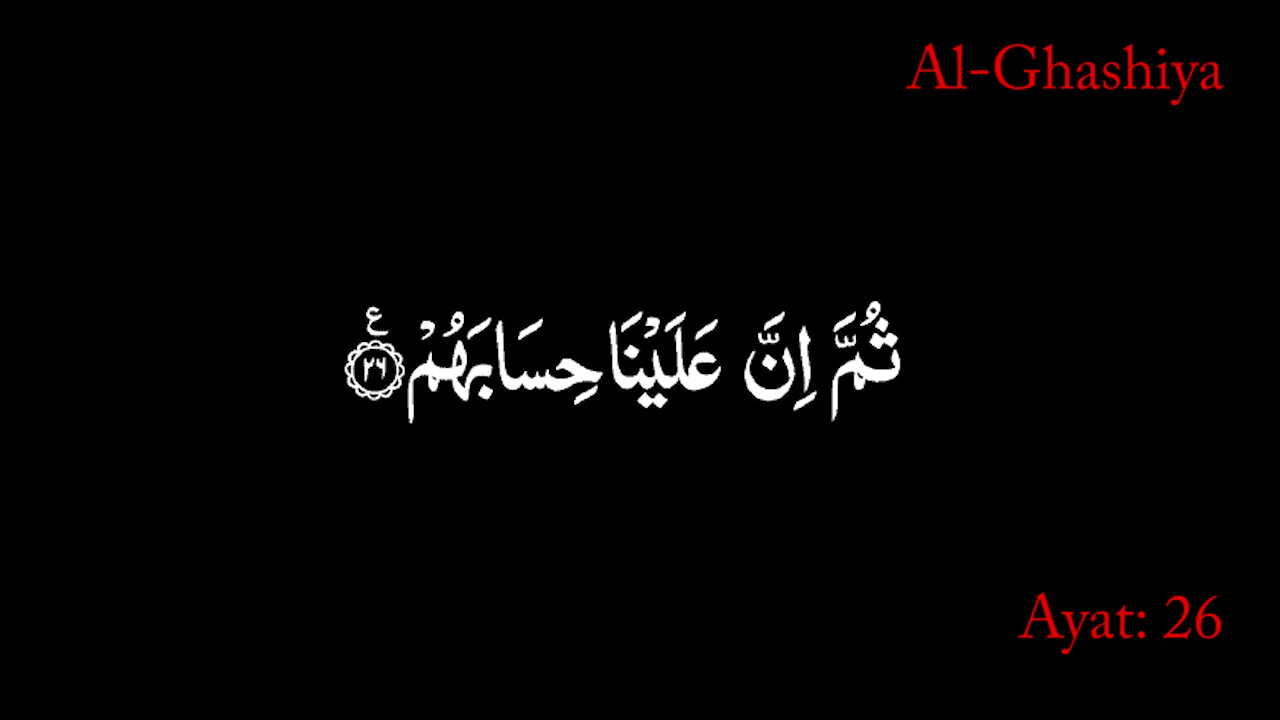 Al-Ghashiya
ع
ثُمَّ اِنَّ عَلَيْنَا حِسَابَهُمْ ۝٢٦
Ayat: 26